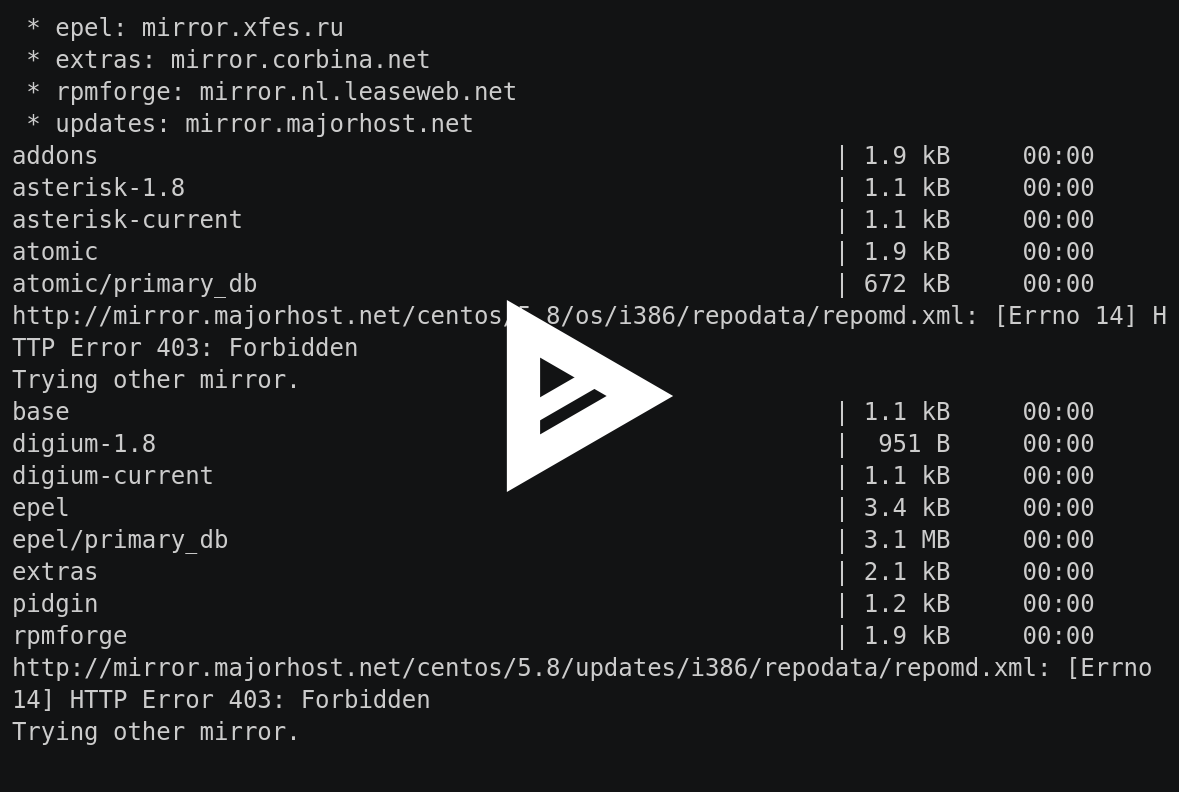 * epel: mirror.xfes.ru
* extras: mirror.corbina.net
* rpmforge: mirror.nl.leaseweb.net
* updates: mirror.majorhost.net
addons | 1.9 kB 00:00
asterisk-1.8 | 1.1 kB 00:00
asterisk-current | 1.1 kB 00:00
atomic | 1.9 kB 00:00
atomic/primary_db | 672 kB 00:00
http://mirror.majorhost.net/centos/5.8/os/i386/repodata/repomd.xml: [Errno 14] H
TTP Error 403: Forbidden
Trying other mirror.
base | 1.1 kB 00:00
digium-1.8 | 951 B 00:00
digium-current | 1.1 kB 00:00
epel | 3.4 kB 00:00
epel/primary_db | 3.1 MB 00:00
extras | 2.1 kB 00:00
pidgin | 1.2 kB 00:00
rpmforge | 1.9 kB 00:00
http://mirror.majorhost.net/centos/5.8/updates/i386/repodata/repomd.xml: [Errno
14] HTTP Error 403: Forbidden
Trying other mirror.